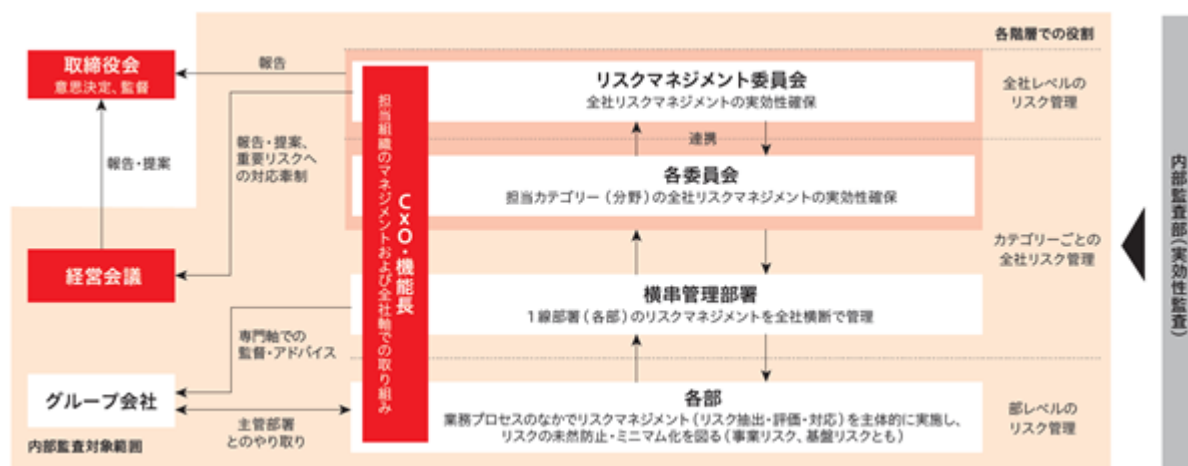 各階層での役割
取締役会
意思決定、監督
報告
リスクマネジメント委員会
全社リスクマネジメントの実効性確保
全社レベルの
リスク管理
報告・提案
報告・提案、
重要リスクへ
の対応牽制
連携
各委員会
担当カテゴリー(分野)の全社リスクマネジメントの実効性確保
CxO・機能長
担当組織のマネジメントおよび全社軸での取り組み
カテゴリーごとの
全社リスク管理
経営会議
横串管理部署
1線部署(各部)のリスクマネジメントを全社横断で管理
専門軸での
監督・アドバイス
グループ会社
主管部署
とのやり取り
各部
業務プロセスのなかでリスクマネジメント(リスク抽出・評価・対応)を主体的に実施し、
リスクの未然防止・ミニマム化を図る(事業リスク、基盤リスクとも)
部レベルの
リスク管理
内部監査対象範囲
内部監査部(実効性監査)